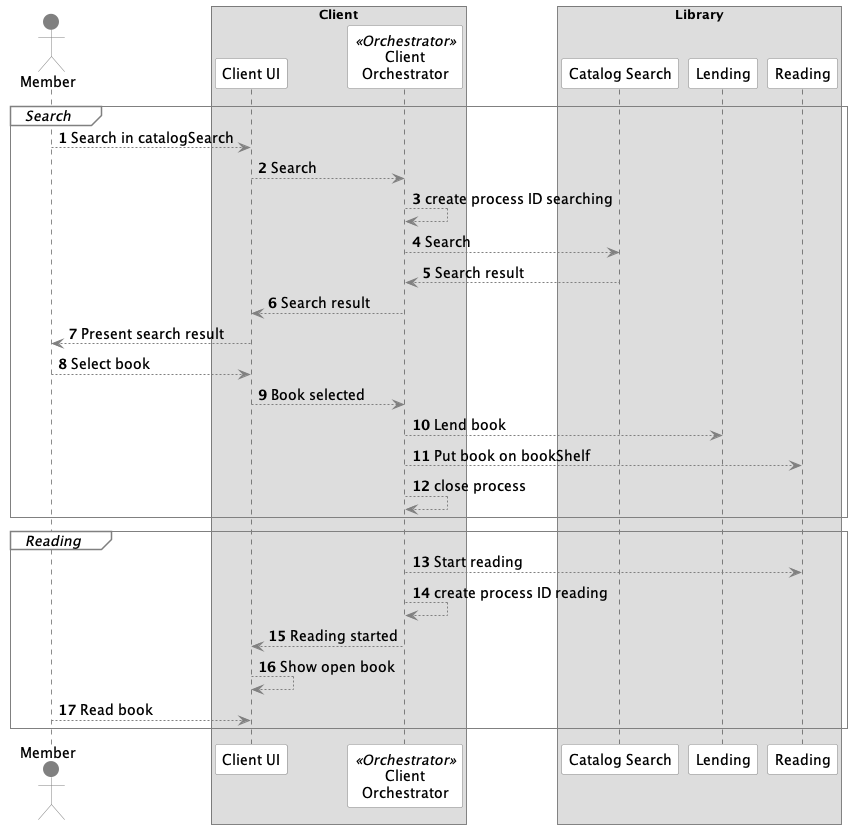 Client
Library
«Orchestrator»
Client
Orchestrator
Member
Client UI
Catalog Search
Lending
Reading
Search
1 Search in catalogSearch
2 Search
3 create process ID searching
4 Search
5 Search result
6 Search result
7 Present search result
8 Select book
9 Book selected
10 Lend book
11 Put book on bookShelf
12 close process
Reading
13 Start reading
14 create process ID reading
15 Reading started
16 Show open book
17 Read book
Member
Client UI
«Orchestrator»
Client
Orchestrator
Catalog Search
Lending
Reading